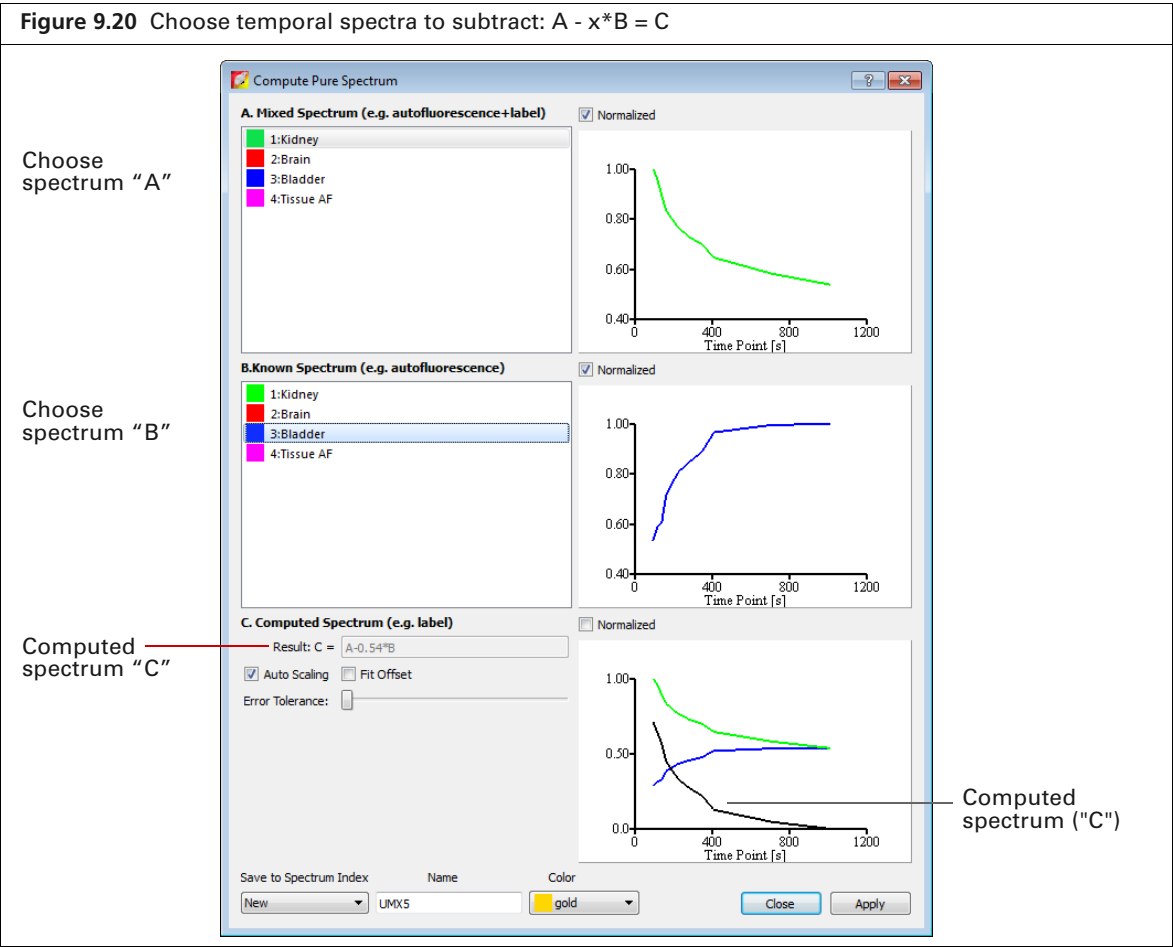 Figure 9.20 Choose temporal spectra to subtract: A - x*B = C
Compute Pure Spectrum
?
A. Mixed Spectrum (e.g. autofluorescence+label)
Normalized
Choose
spectrum “A”
1:Kidney
2:Brain
3:Bladder
4:Tissue AF
1.00
0.80
0.60
0.40
0
400
800
1200
Time Point [s]
B.Known Spectrum (e.g. autofluorescence)
Normalized
Choose
spectrum “B”
1:Kidney
2:Brain
3:Bladder
4:Tissue AF
1.00
0.80
0.60
0.40
0
400
800
1200
Time Point [s]
C. Computed Spectrum (e.g. label)
Normalized
Computed
spectrum “C”
Result: C = A-0.54*B
Auto Scaling
Fit Offset
Error Tolerance:
1.00
0.50
0.0
0
400
800
1200
Time Point [s]
Computed
spectrum ("C")
Save to Spectrum Index
Name
Color
New
UMX5
gold
Close
Apply